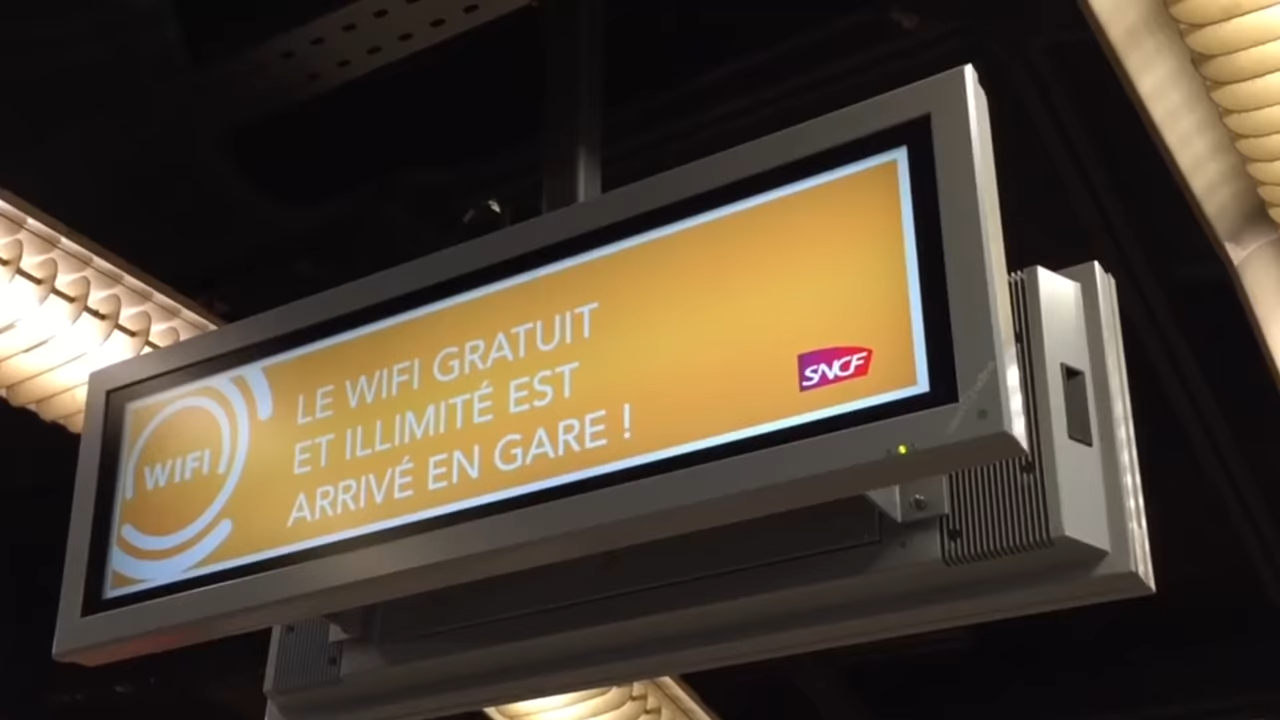 WIFI
LE WIFI GRATUIT
ET ILLIMITÉ EST
ARRIVÉ EN GARE !
SNCF